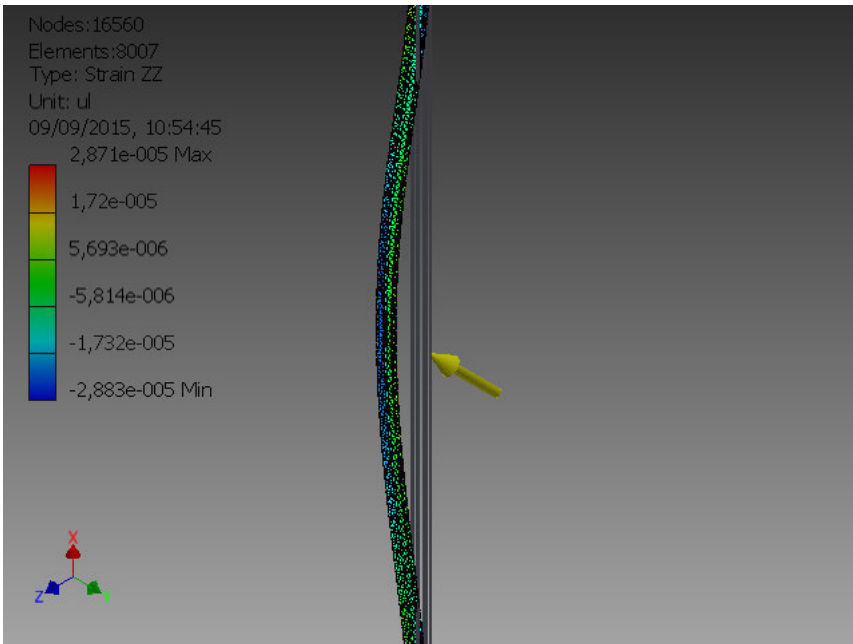 Nodes:16560
Elements:8007
Type: Strain ZZ
Unit: ul
09/09/2015, 10:54:45
2,871e-005 Max
1,72e-005
5,693e-006
-5,814e-006
-1,732e-005
-2,883e-005 Min
X
Z Y